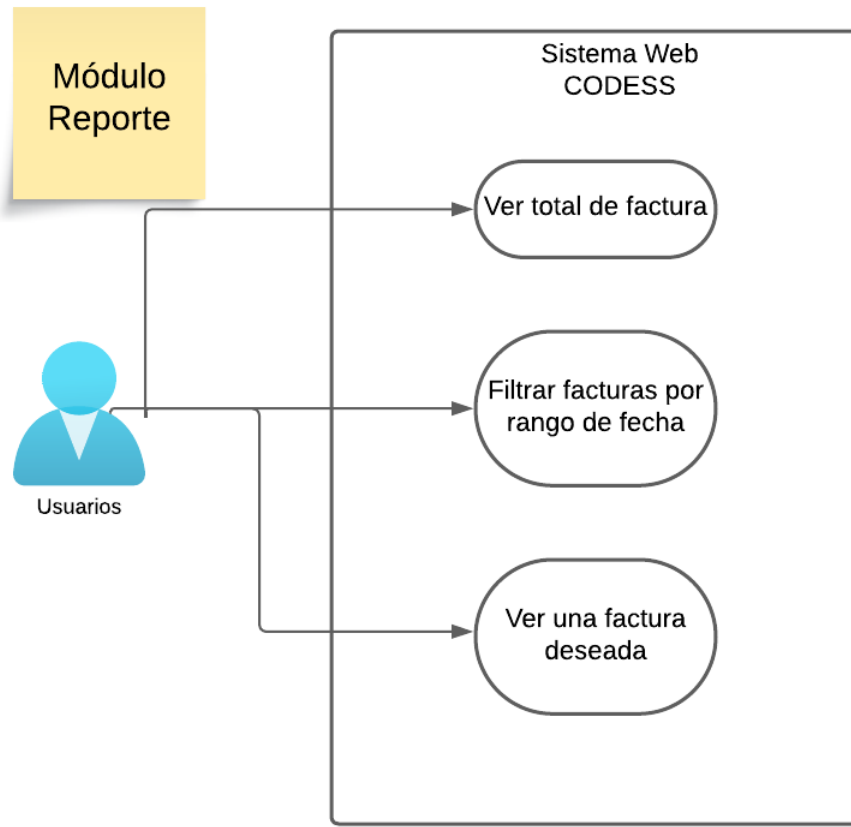 Módulo
Reporte
Sistema Web
CODESS
Ver total de factura
Filtrar facturas por
rango de fecha
Usuarios
Ver una factura
deseada